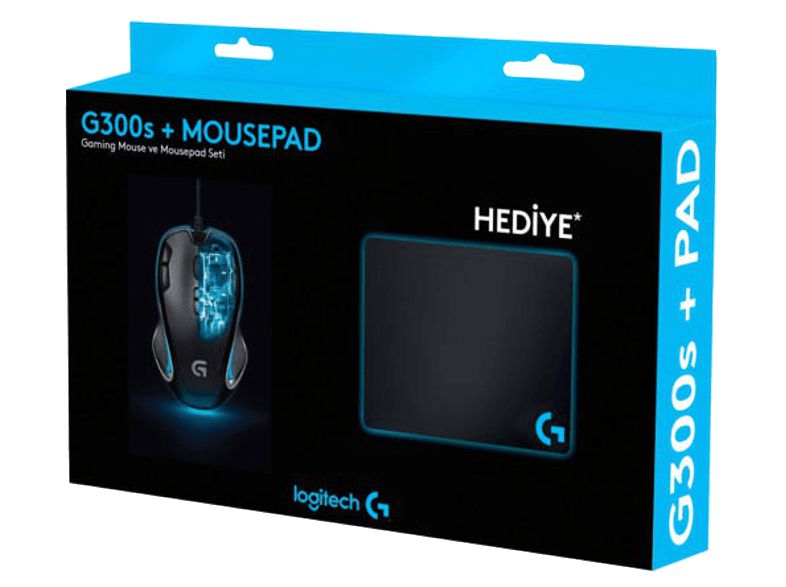 G300s + MOUSEPAD
Gaming Mouse ve Mousepad Seti
HEDİYE*
logitech G
G300s + PAD